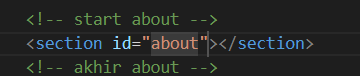 <!-- start about -->
<section id="about"></section>
<!-- akhir about -->